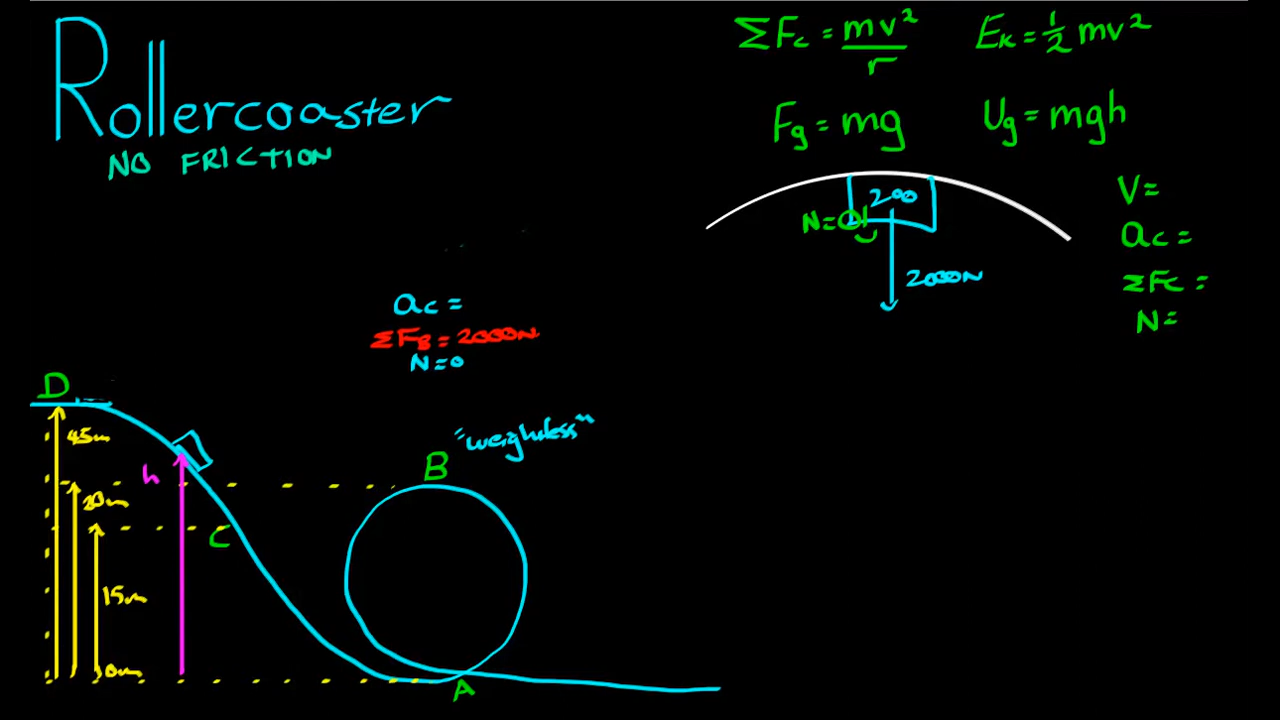 Rollercoaster
NO FRICTION
ΣFc = mv²/r
Ek = ½mv²
Fg = mg
Ug = mgh
200
N=0!
2000N
V=
ac =
ΣFc =
N=
ac =
ΣFg = 2000N
N=0
D
45m
h
"weighless"
B
20m
C
15m
0m
A